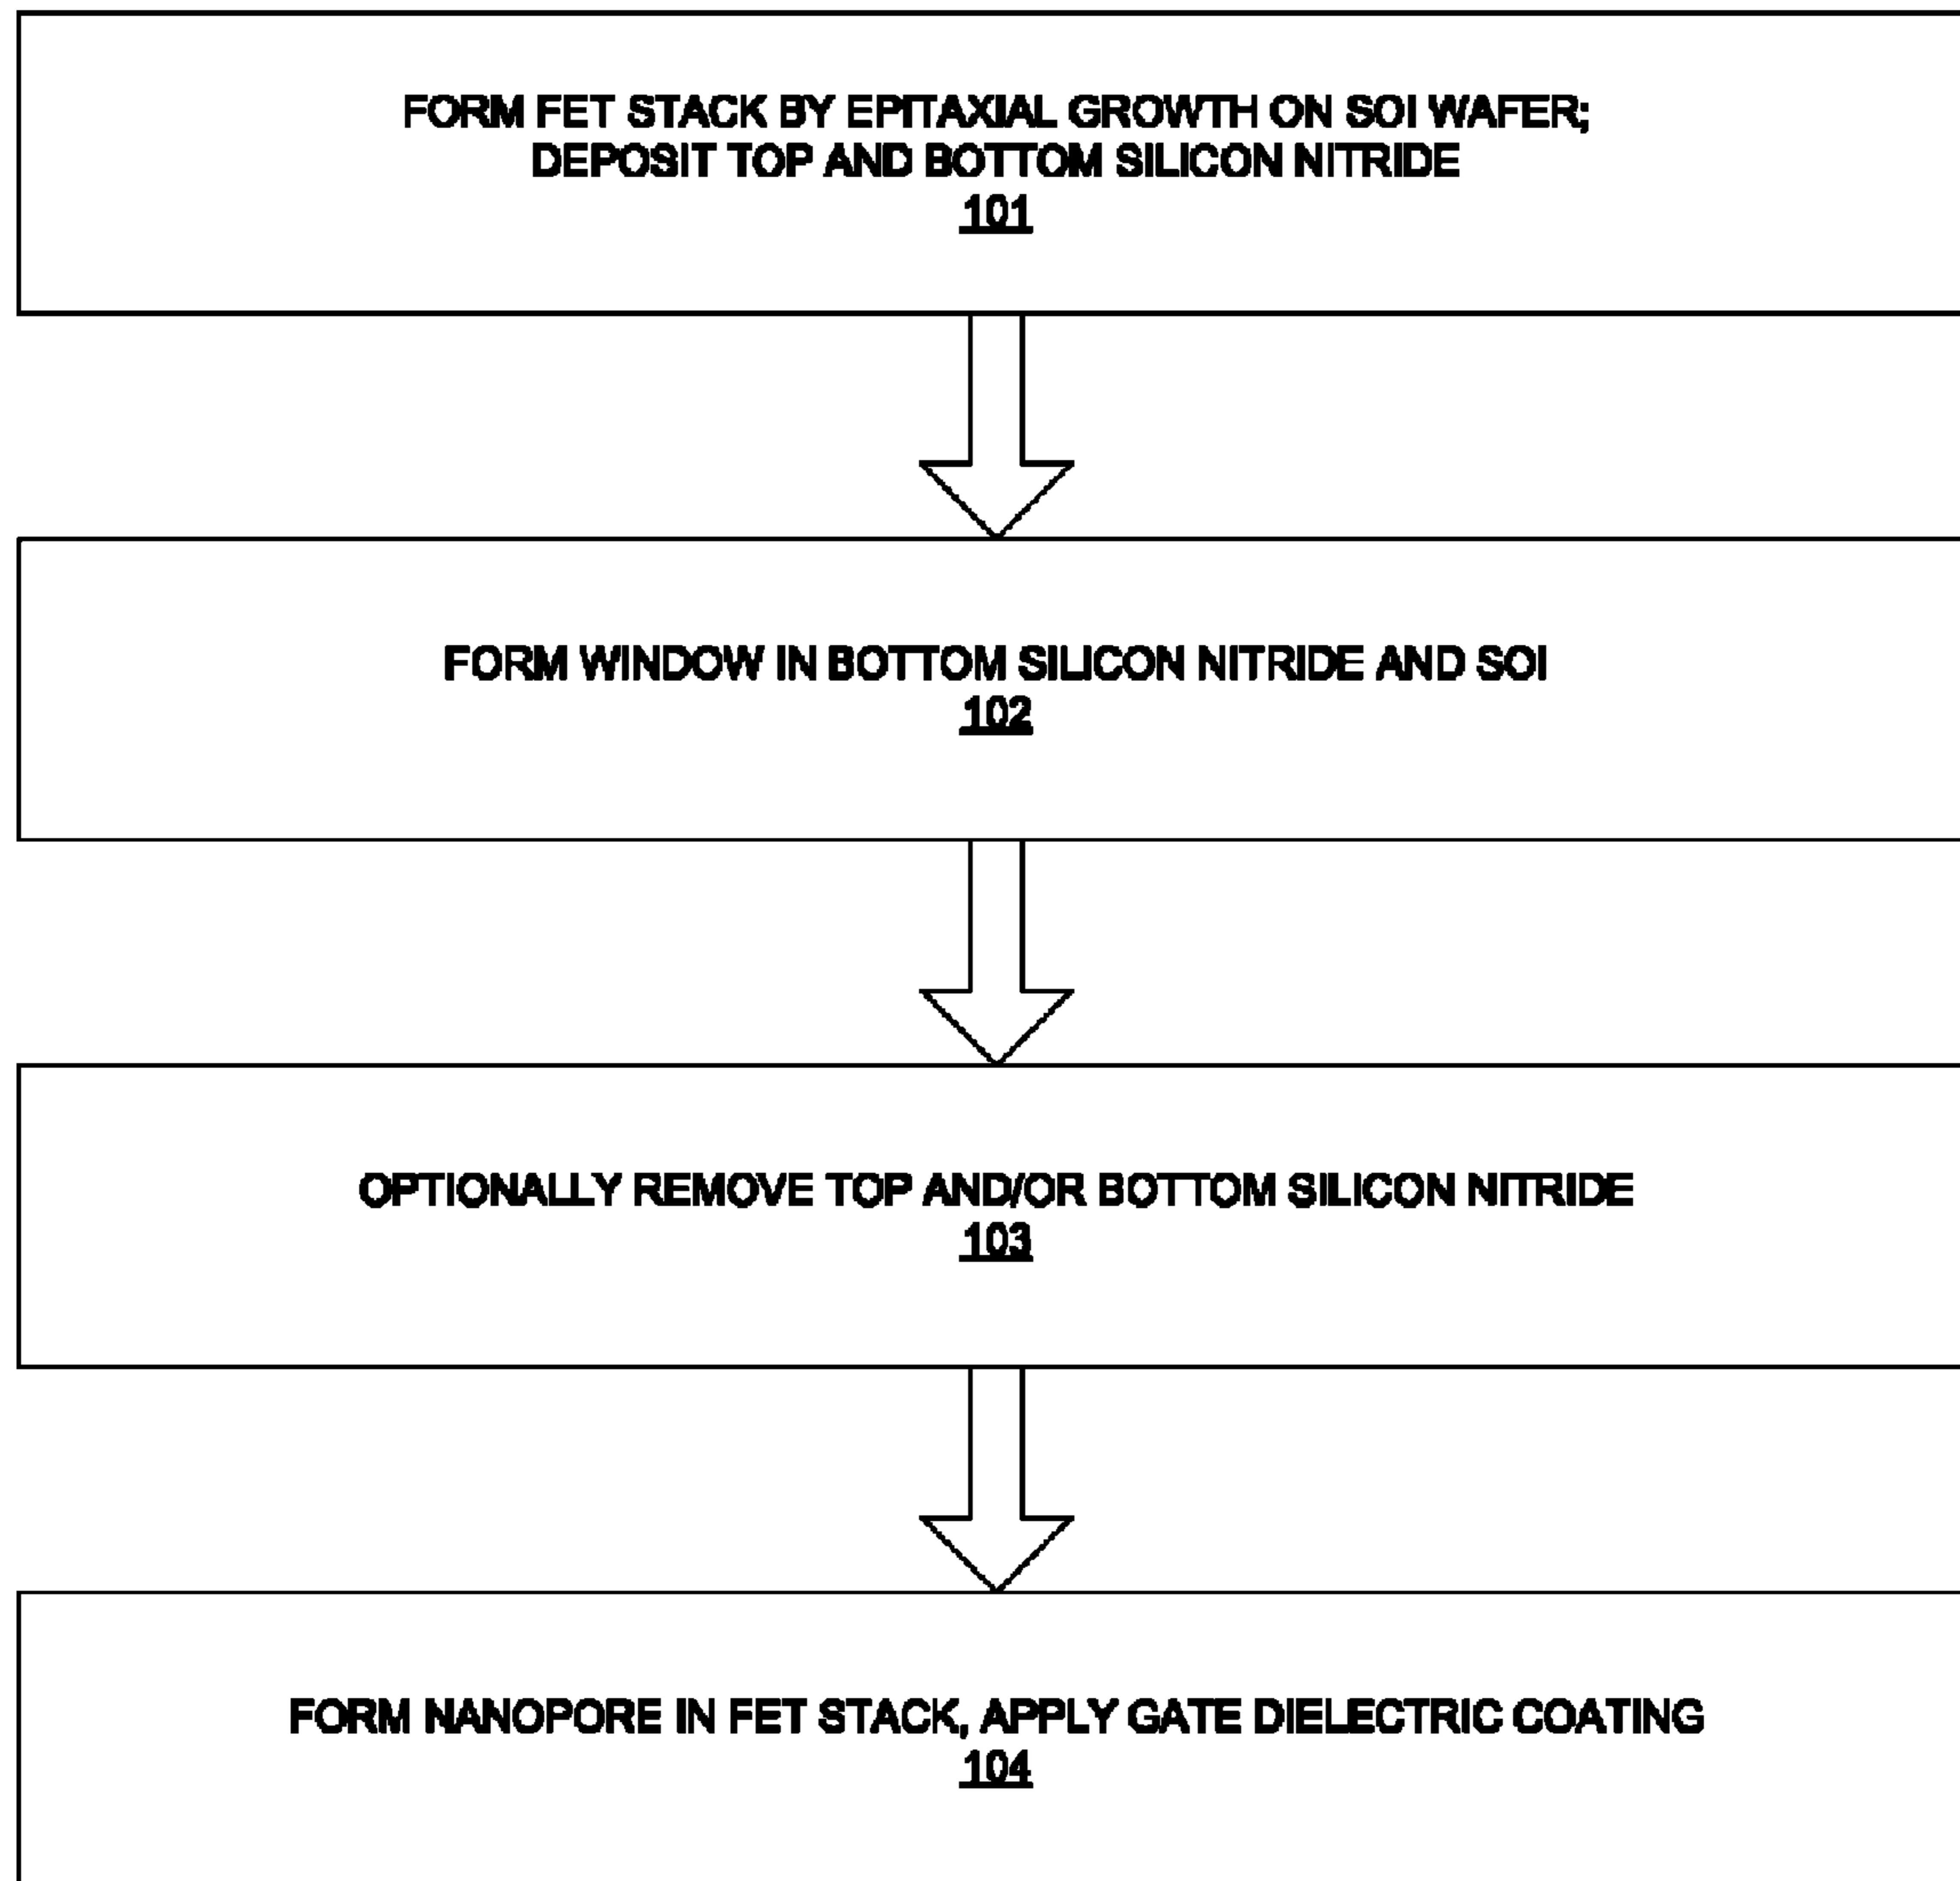 FORM FET STACK BY EPITAXIAL GROWTH ON SOI WAFER;
DEPOSIT TOP AND BOTTOM SILICON NITRIDE
101
FORM WINDOW IN BOTTOM SILICON NITRIDE AND SOI
102
OPTIONALLY REMOVE TOP AND/OR BOTTOM SILICON NITRIDE
103
FORM NANOPORE IN FET STACK, APPLY GATE DIELECTRIC COATING
104